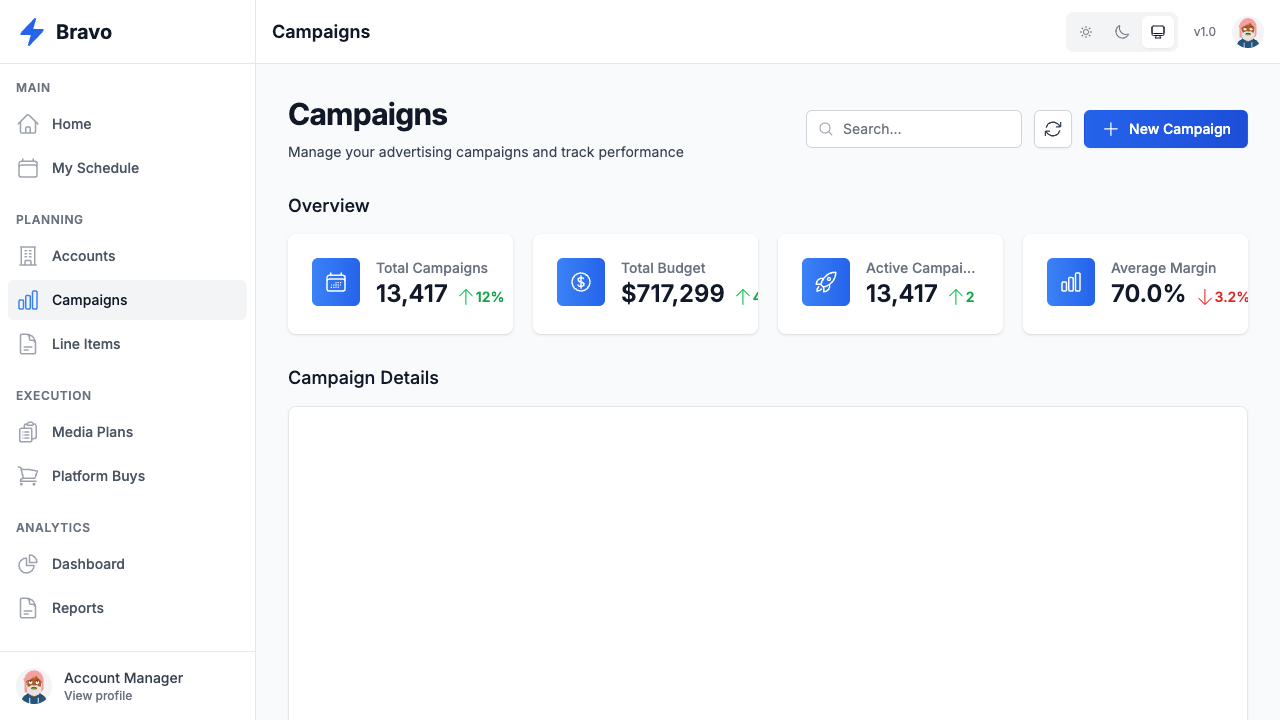 Bravo
Campaigns
v1.0
MAIN
Home
My Schedule
PLANNING
Accounts
Campaigns
Line Items
EXECUTION
Media Plans
Platform Buys
ANALYTICS
Dashboard
Reports
Account Manager
View profile
Campaigns
Manage your advertising campaigns and track performance
Search...
New Campaign
Overview
Total Campaigns
13,417 12%
Total Budget
$717,299
Active Campai...
13,417 2
Average Margin
70.0% 3.2%
Campaign Details